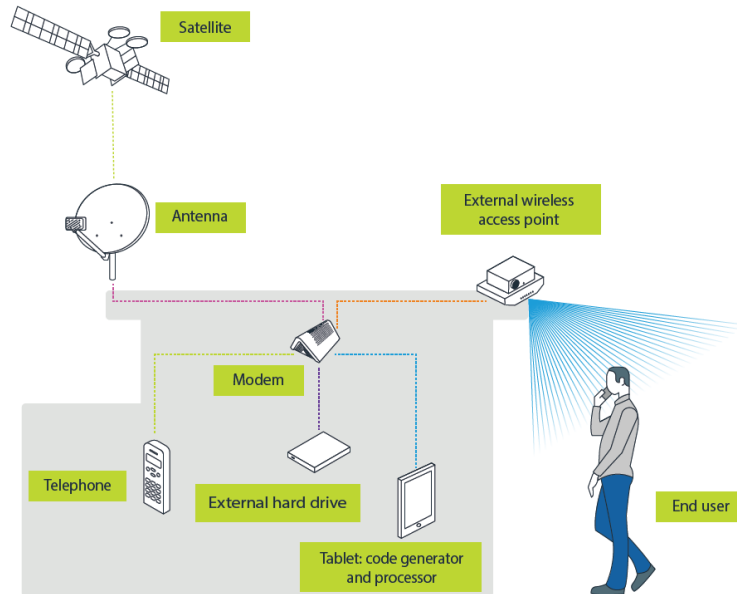 Satellite
Antenna
External wireless
access point
Modem
Telephone
External hard drive
Tablet: code generator
and processor
End user